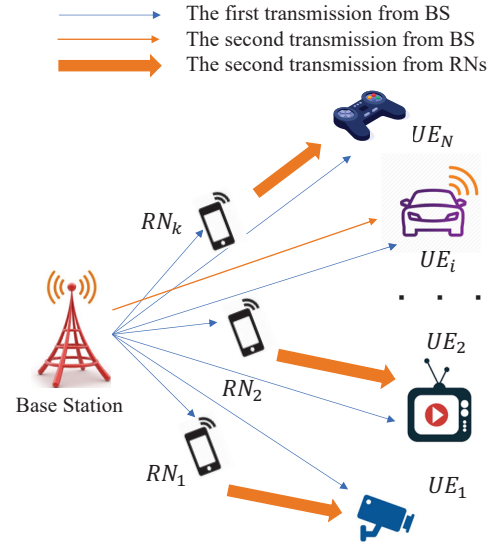 The first transmission from BS
The second transmission from BS
The second transmission from RNs
UE_N
RN_k
UE_i
. . .
UE_2
RN_2
Base Station
RN_1
UE_1